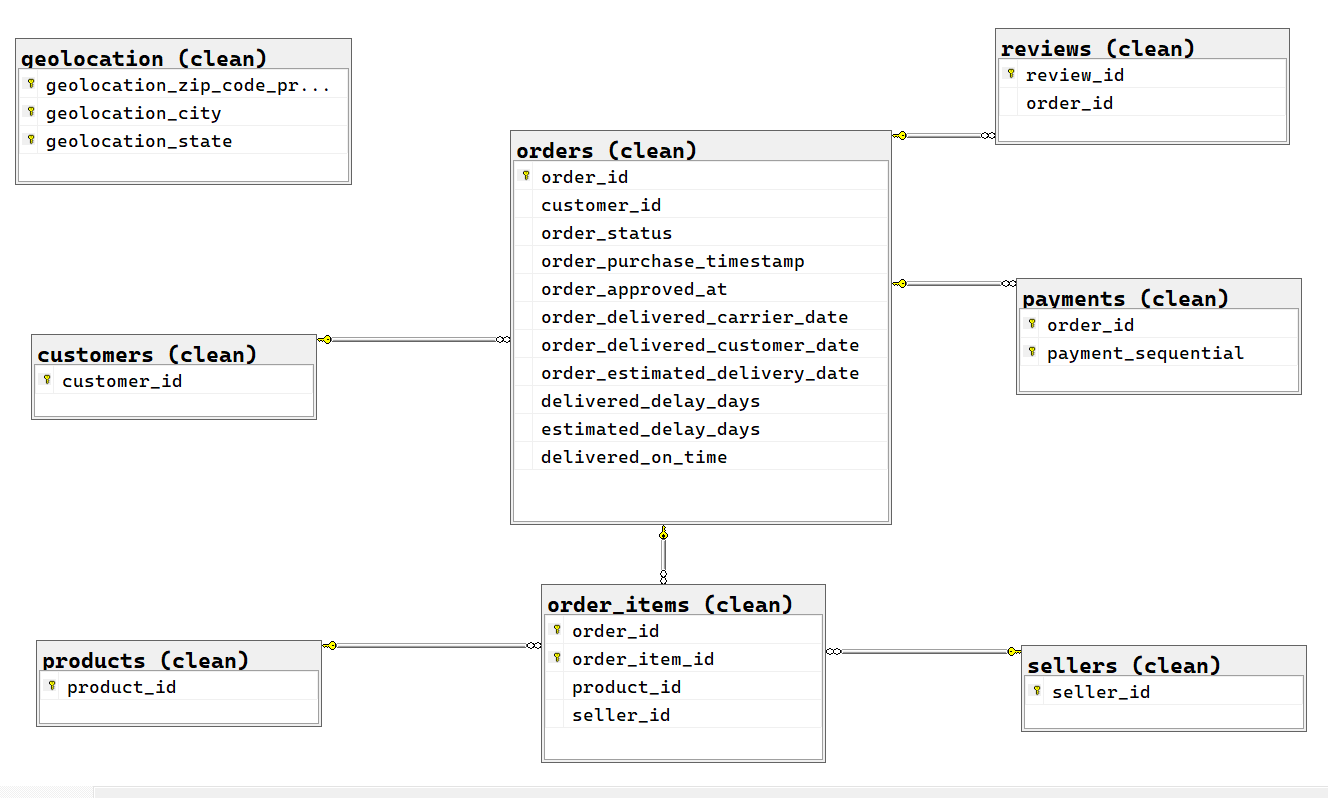 geolocation (clean)
geolocation_zip_code_pr...
geolocation_city
geolocation_state
reviews (clean)
review_id
order_id
orders (clean)
order_id
customer_id
order_status
order_purchase_timestamp
order_approved_at
order_delivered_carrier_date
order_delivered_customer_date
order_estimated_delivery_date
delivered_delay_days
estimated_delay_days
delivered_on_time
payments (clean)
order_id
payment_sequential
customers (clean)
customer_id
order_items (clean)
order_id
order_item_id
product_id
seller_id
products (clean)
product_id
sellers (clean)
seller_id